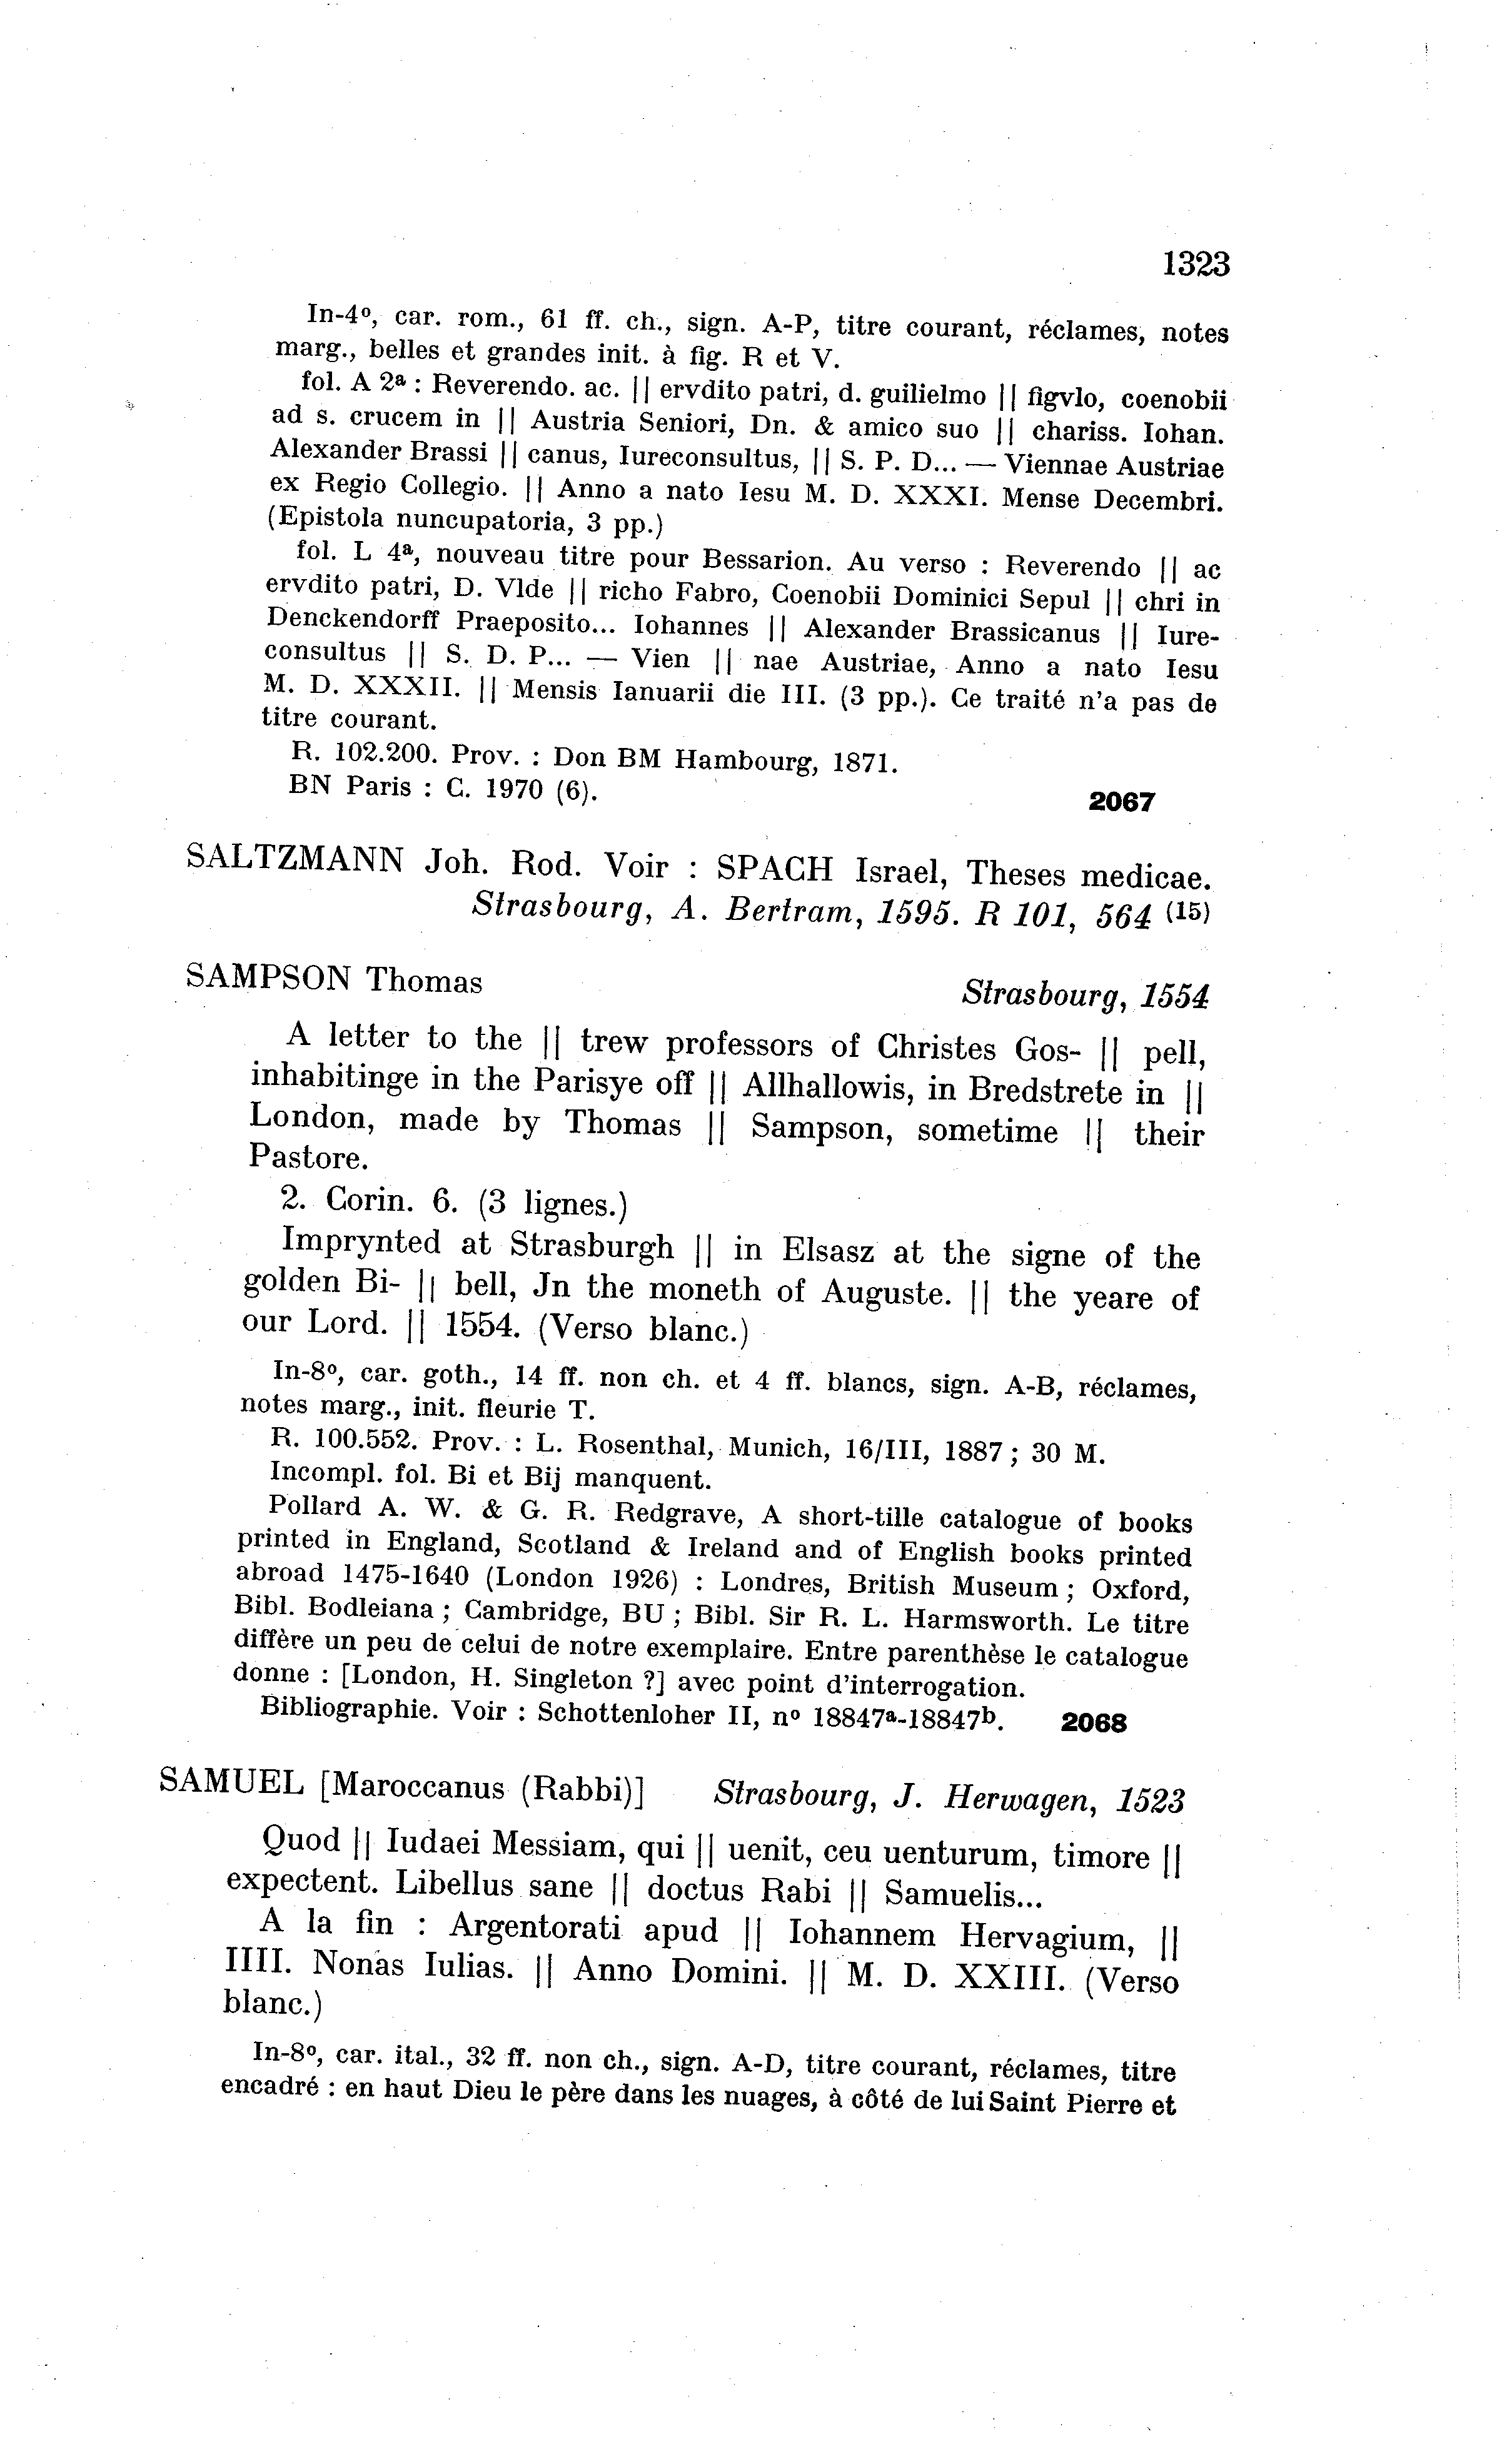 1323
In-4º, car. rom., 61 ff. ch., sign. A-P, titre courant, réclames, notes
marg., belles et grandes init. à fig. R et V.
fol. A 2ª : Reverendo. ac. || ervdito patri, d. guilielmo || figvlo, coenobii
ad s. crucem in || Austria Seniori, Dn. & amico suo || chariss. Iohan.
Alexander Brassi || canus, Iureconsultus, || S. P. D... — Viennae Austriae
ex Regio Collegio. || Anno a nato Iesu M. D. XXXI. Mense Decembri.
(Epistola nuncupatoria, 3 pp.)
fol. L 4ª, nouveau titre pour Bessarion. Au verso : Reverendo || ac
ervdito patri, D. Vlde || richo Fabro, Coenobii Dominici Sepul || chri in
Denckendorff Praeposito... Iohannes || Alexander Brassicanus || Iure-
consultus || S. D. P... — Vien || nae Austriae, Anno a nato Iesu
M. D. XXXII. || Mensis Ianuarii die III. (3 pp.). Ce traité n'a pas de
titre courant.
R. 102.200. Prov. : Don BM Hambourg, 1871.
BN Paris : C. 1970 (6). 2067
SALTZMANN Joh. Rod. Voir : SPACH Israel, Theses medicae.
Strasbourg, A. Bertram, 1595. R 101, 564 (15)
SAMPSON Thomas Strasbourg, 1554
A letter to the || trew professors of Christes Gos- || pell,
inhabitinge in the Parisye off || Allhallowis, in Bredstrete in ||
London, made by Thomas || Sampson, sometime || their
Pastore.
2. Corin. 6. (3 lignes.)
Imprynted at Strasburgh || in Elsasz at the signe of the
golden Bi- || bell, Jn the moneth of Auguste. || the yeare of
our Lord. || 1554. (Verso blanc.)
In-8º, car. goth., 14 ff. non ch. et 4 ff. blancs, sign. A-B, réclames,
notes marg., init. fleurie T.
R. 100.552. Prov. : L. Rosenthal, Munich, 16/III, 1887 ; 30 M.
Incompl. fol. Bi et Bij manquent.
Pollard A. W. & G. R. Redgrave, A short-tille catalogue of books
printed in England, Scotland & Ireland and of English books printed
abroad 1475-1640 (London 1926) : Londres, British Museum ; Oxford,
Bibl. Bodleiana ; Cambridge, BU ; Bibl. Sir R. L. Harmsworth. Le titre
diffère un peu de celui de notre exemplaire. Entre parenthèse le catalogue
donne : [London, H. Singleton ?] avec point d'interrogation.
Bibliographie. Voir : Schottenloher II, nº 18847ª-18847ᵇ. 2068
SAMUEL [Maroccanus (Rabbi)] Strasbourg, J. Herwagen, 1523
Quod || Iudaei Messiam, qui || uenit, ceu uenturum, timore ||
expectent. Libellus sane || doctus Rabi || Samuelis...
A la fin : Argentorati apud || Iohannem Hervagium, ||
IIII. Nonas Iulias. || Anno Domini. || M. D. XXIII. (Verso
blanc.)
In-8º, car. ital., 32 ff. non ch., sign. A-D, titre courant, réclames, titre
encadré : en haut Dieu le père dans les nuages, à côté de lui Saint Pierre et